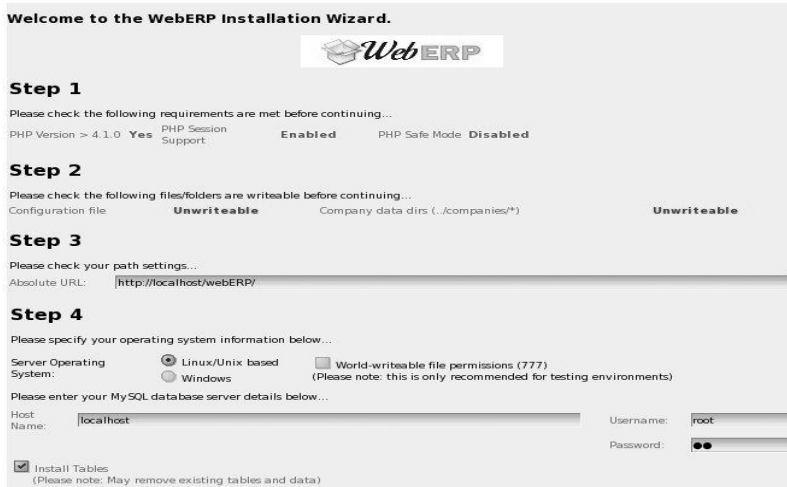 Welcome to the WebERP Installation Wizard.
Web ERP
Step 1
Please check the following requirements are met before continuing...
PHP Version > 4.1.0 Yes PHP Session Support Enabled PHP Safe Mode Disabled
Step 2
Please check the following files/folders are writeable before continuing...
Configuration file Unwriteable Company data dirs (../companies/*) Unwriteable
Step 3
Please check your path settings...
Absolute URL: http://localhost/webERP/
Step 4
Please specify your operating system information below...
Server Operating System: Linux/Unix based World-writeable file permissions (777)
Windows (Please note: this is only recommended for testing environments)
Please enter your MySQL database server details below...
Host Name: localhost Username: root
Password: ●●
Install Tables
(Please note: May remove existing tables and data)